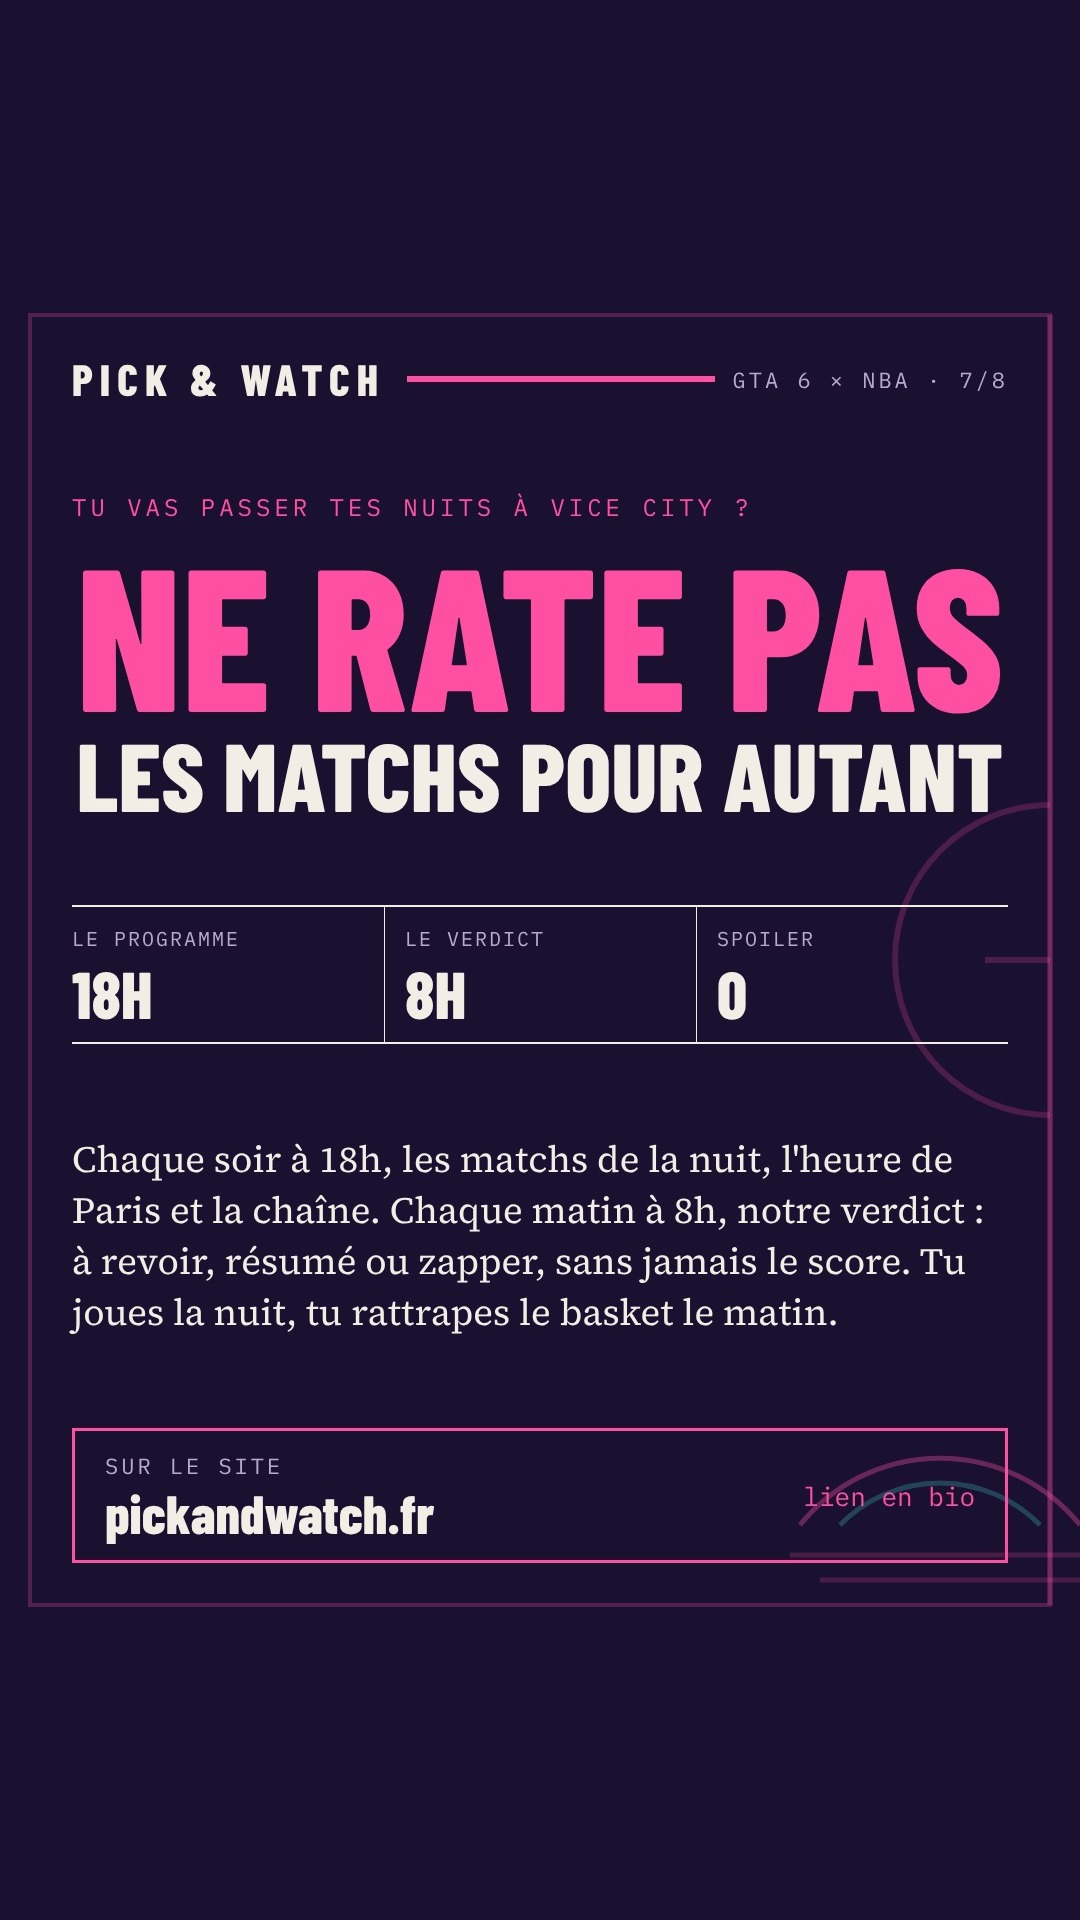 PICK & WATCH
GTA 6 × NBA · 7/8
TU VAS PASSER TES NUITS À VICE CITY ?
NE RATE PAS
LES MATCHS POUR AUTANT
LE PROGRAMME
18H
LE VERDICT
8H
SPOILER
0
Chaque soir à 18h, les matchs de la nuit, l'heure de
Paris et la chaîne. Chaque matin à 8h, notre verdict :
à revoir, résumé ou zapper, sans jamais le score. Tu
joues la nuit, tu rattrapes le basket le matin.
SUR LE SITE
pickandwatch.fr
lien en bio